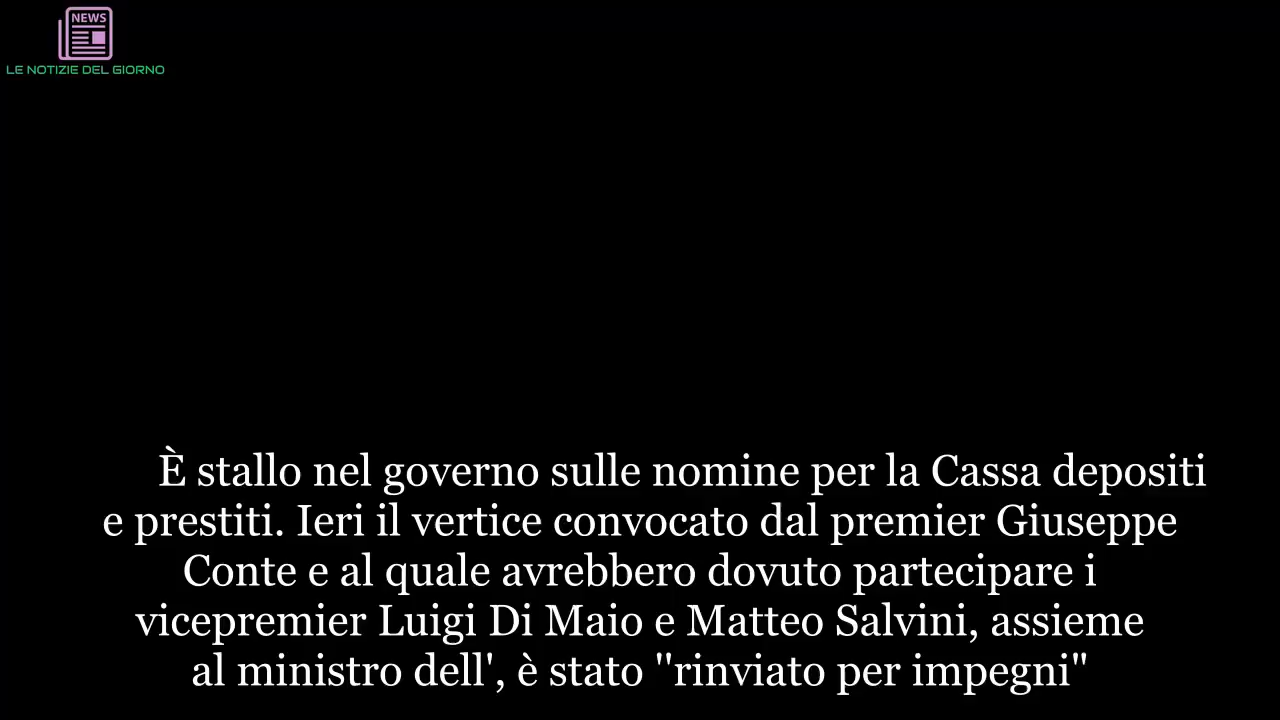 NEWS
LE NOTIZIE DEL GIORNO
È stallo nel governo sulle nomine per la Cassa depositi
e prestiti. Ieri il vertice convocato dal premier Giuseppe
Conte e al quale avrebbero dovuto partecipare i
vicepremier Luigi Di Maio e Matteo Salvini, assieme
al ministro dell', è stato "rinviato per impegni"